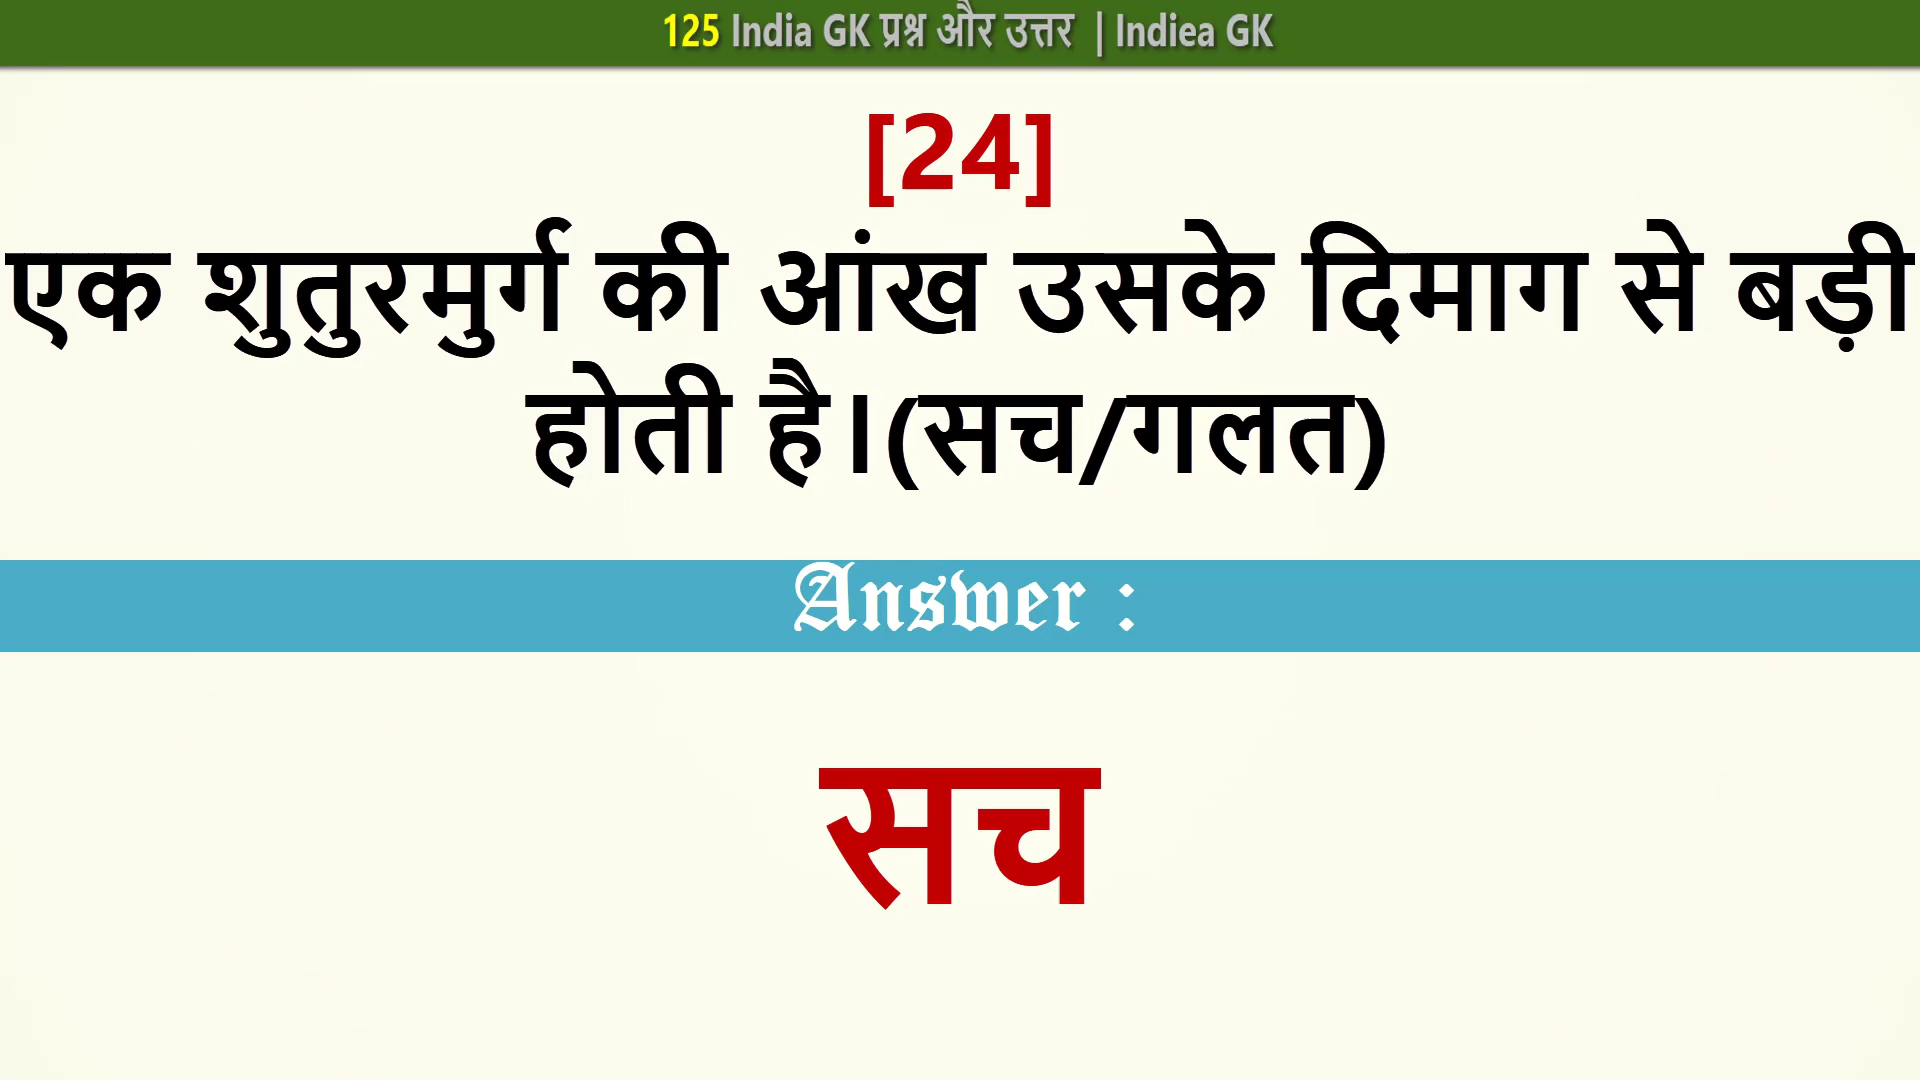 125 India GK प्रश्न और उत्तर | Indiea GK
[24]
एक शुतुरमुर्ग की आंख उसके दिमाग से बड़ी
होती है।(सच/गलत)
Answer :
सच